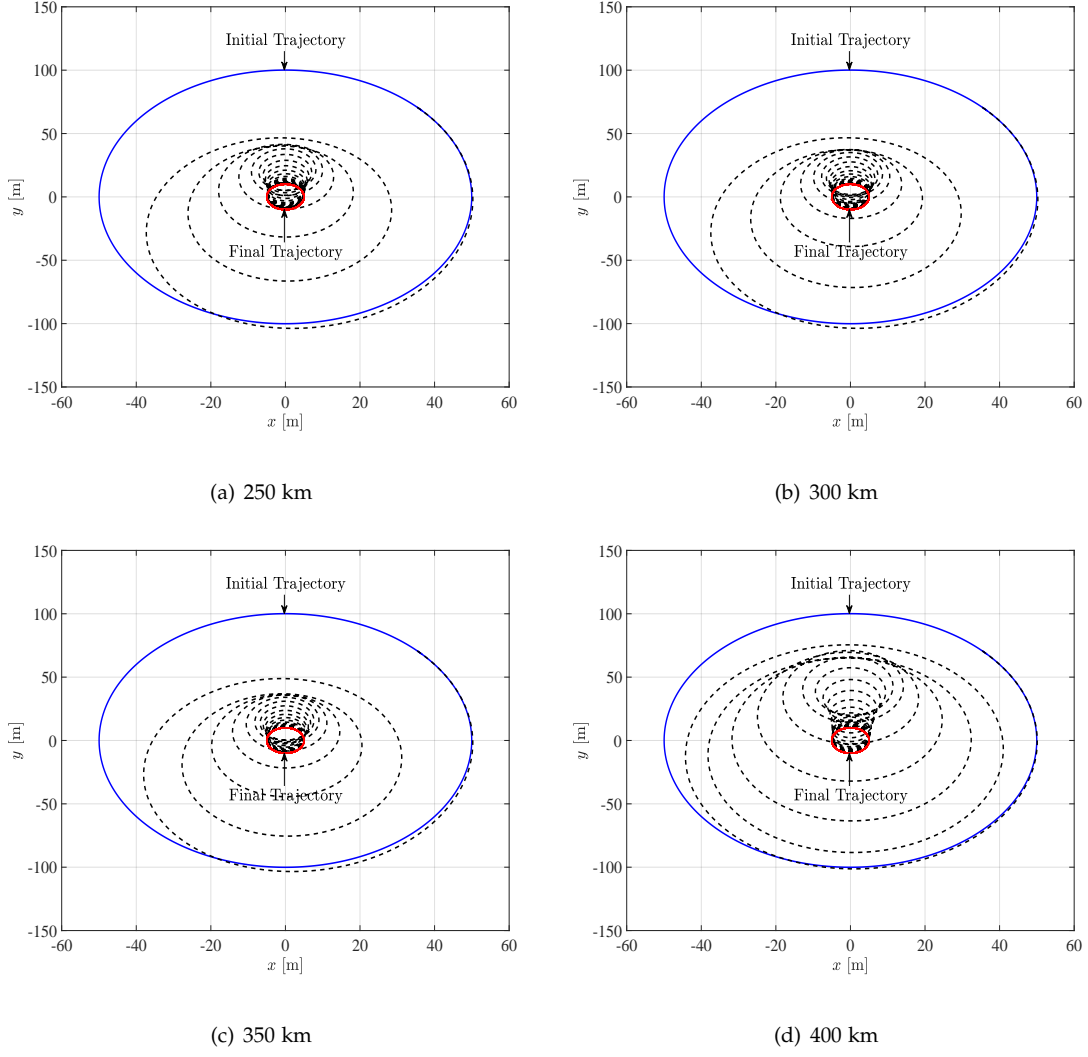 150
Initial Trajectory
100
50
y [m]
0
Final Trajectory
-50
-100
-150
-60 -40 -20 0 20 40 60
x [m]
(a) 250 km
150
Initial Trajectory
100
50
y [m]
0
Final Trajectory
-50
-100
-150
-60 -40 -20 0 20 40 60
x [m]
(b) 300 km
150
Initial Trajectory
100
50
y [m]
0
Final Trajectory
-50
-100
-150
-60 -40 -20 0 20 40 60
x [m]
(c) 350 km
150
Initial Trajectory
100
50
y [m]
0
Final Trajectory
-50
-100
-150
-60 -40 -20 0 20 40 60
x [m]
(d) 400 km